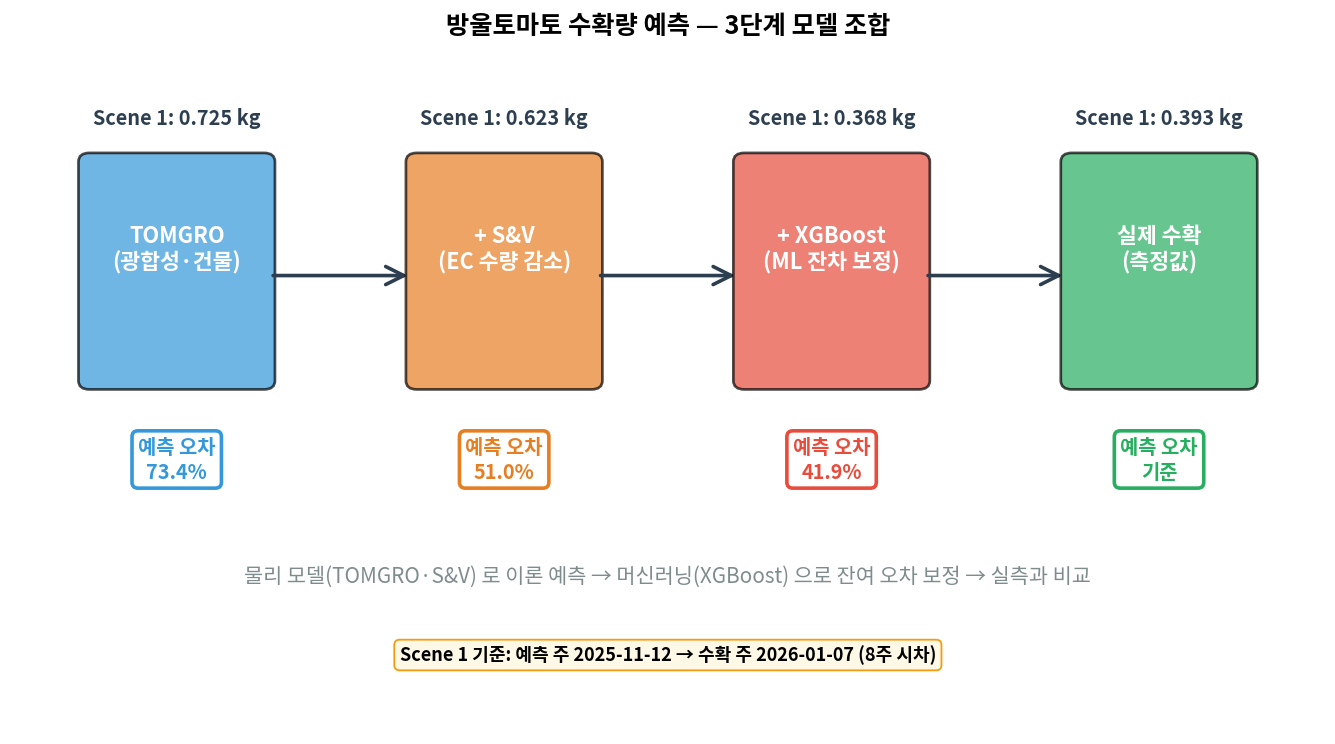 방울토마토 수확량 예측 — 3단계 모델 조합
Scene 1: 0.725 kg
Scene 1: 0.623 kg
Scene 1: 0.368 kg
Scene 1: 0.393 kg
TOMGRO
(광합성·건물)
+ S&V
(EC 수량 감소)
+ XGBoost
(ML 잔차 보정)
실제 수확
(측정값)
예측 오차
73.4%
예측 오차
51.0%
예측 오차
41.9%
예측 오차
기준
물리 모델(TOMGRO·S&V) 로 이론 예측 → 머신러닝(XGBoost) 으로 잔여 오차 보정 → 실측과 비교
Scene 1 기준: 예측 주 2025-11-12 → 수확 주 2026-01-07 (8주 시차)